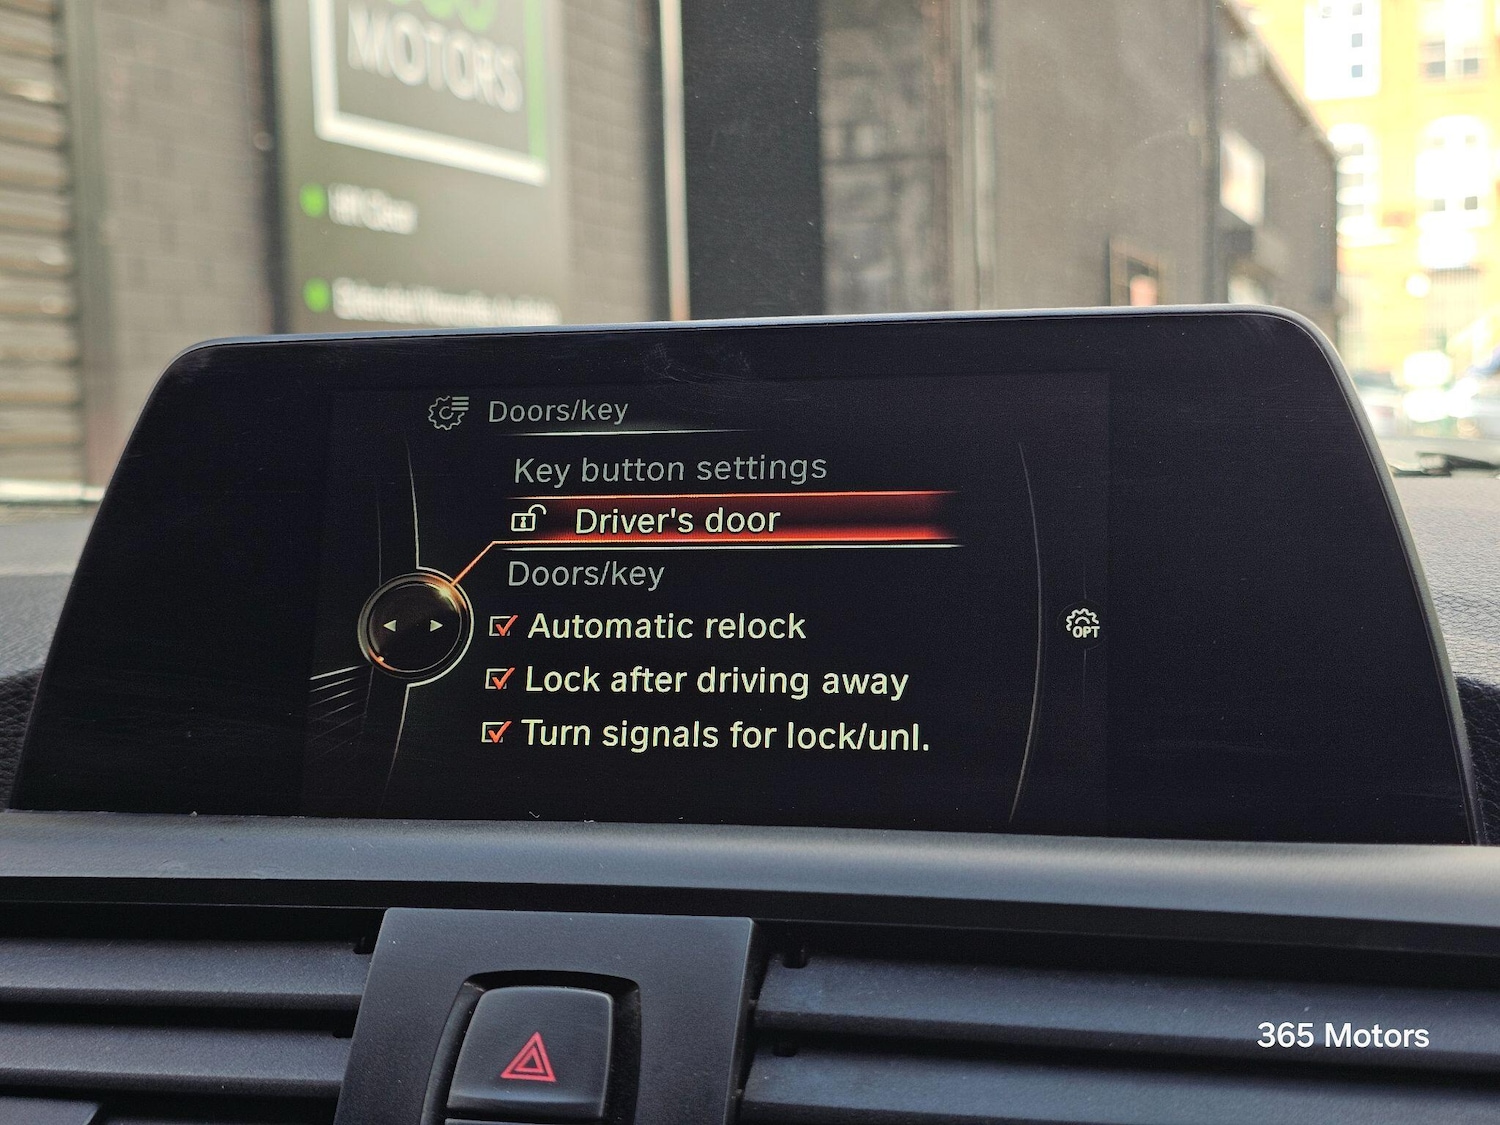 MOTORS
Doors/key
Key button settings
Driver's door
Doors/key
Automatic relock
Lock after driving away
Turn signals for lock/unl.
OPT
365 Motors